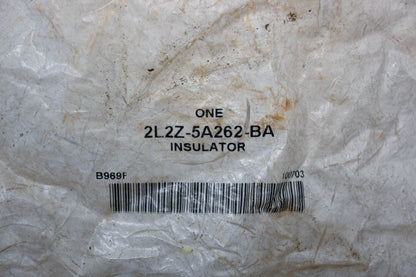 ONE
2L2Z-5A262-BA
INSULATOR
B969F